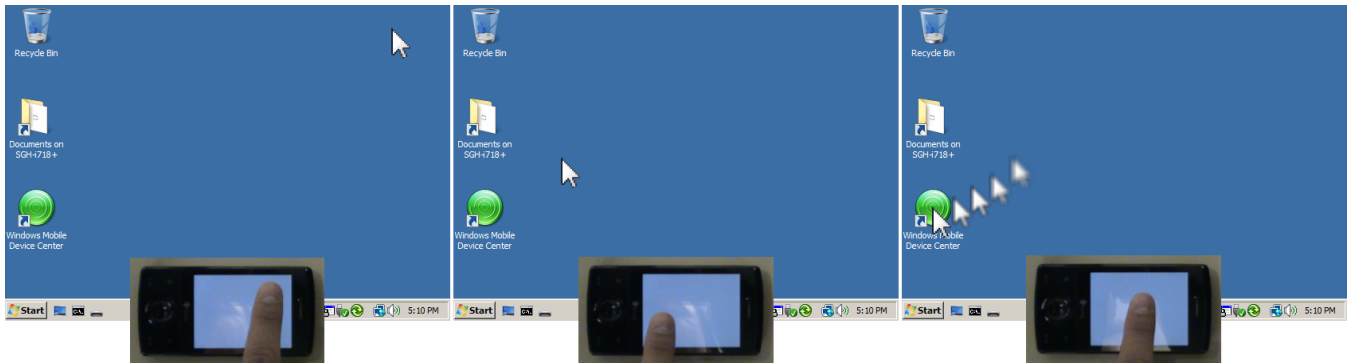 Recycle Bin
Documents on
SGH-i718+
Windows Mobile
Device Center
Start
5:10 PM
Recycle Bin
Documents on
SGH-i718+
Windows Mobile
Device Center
Start
5:10 PM
Recycle Bin
Documents on
SGH-i718+
Windows Mobile
Device Center
Start
5:10 PM